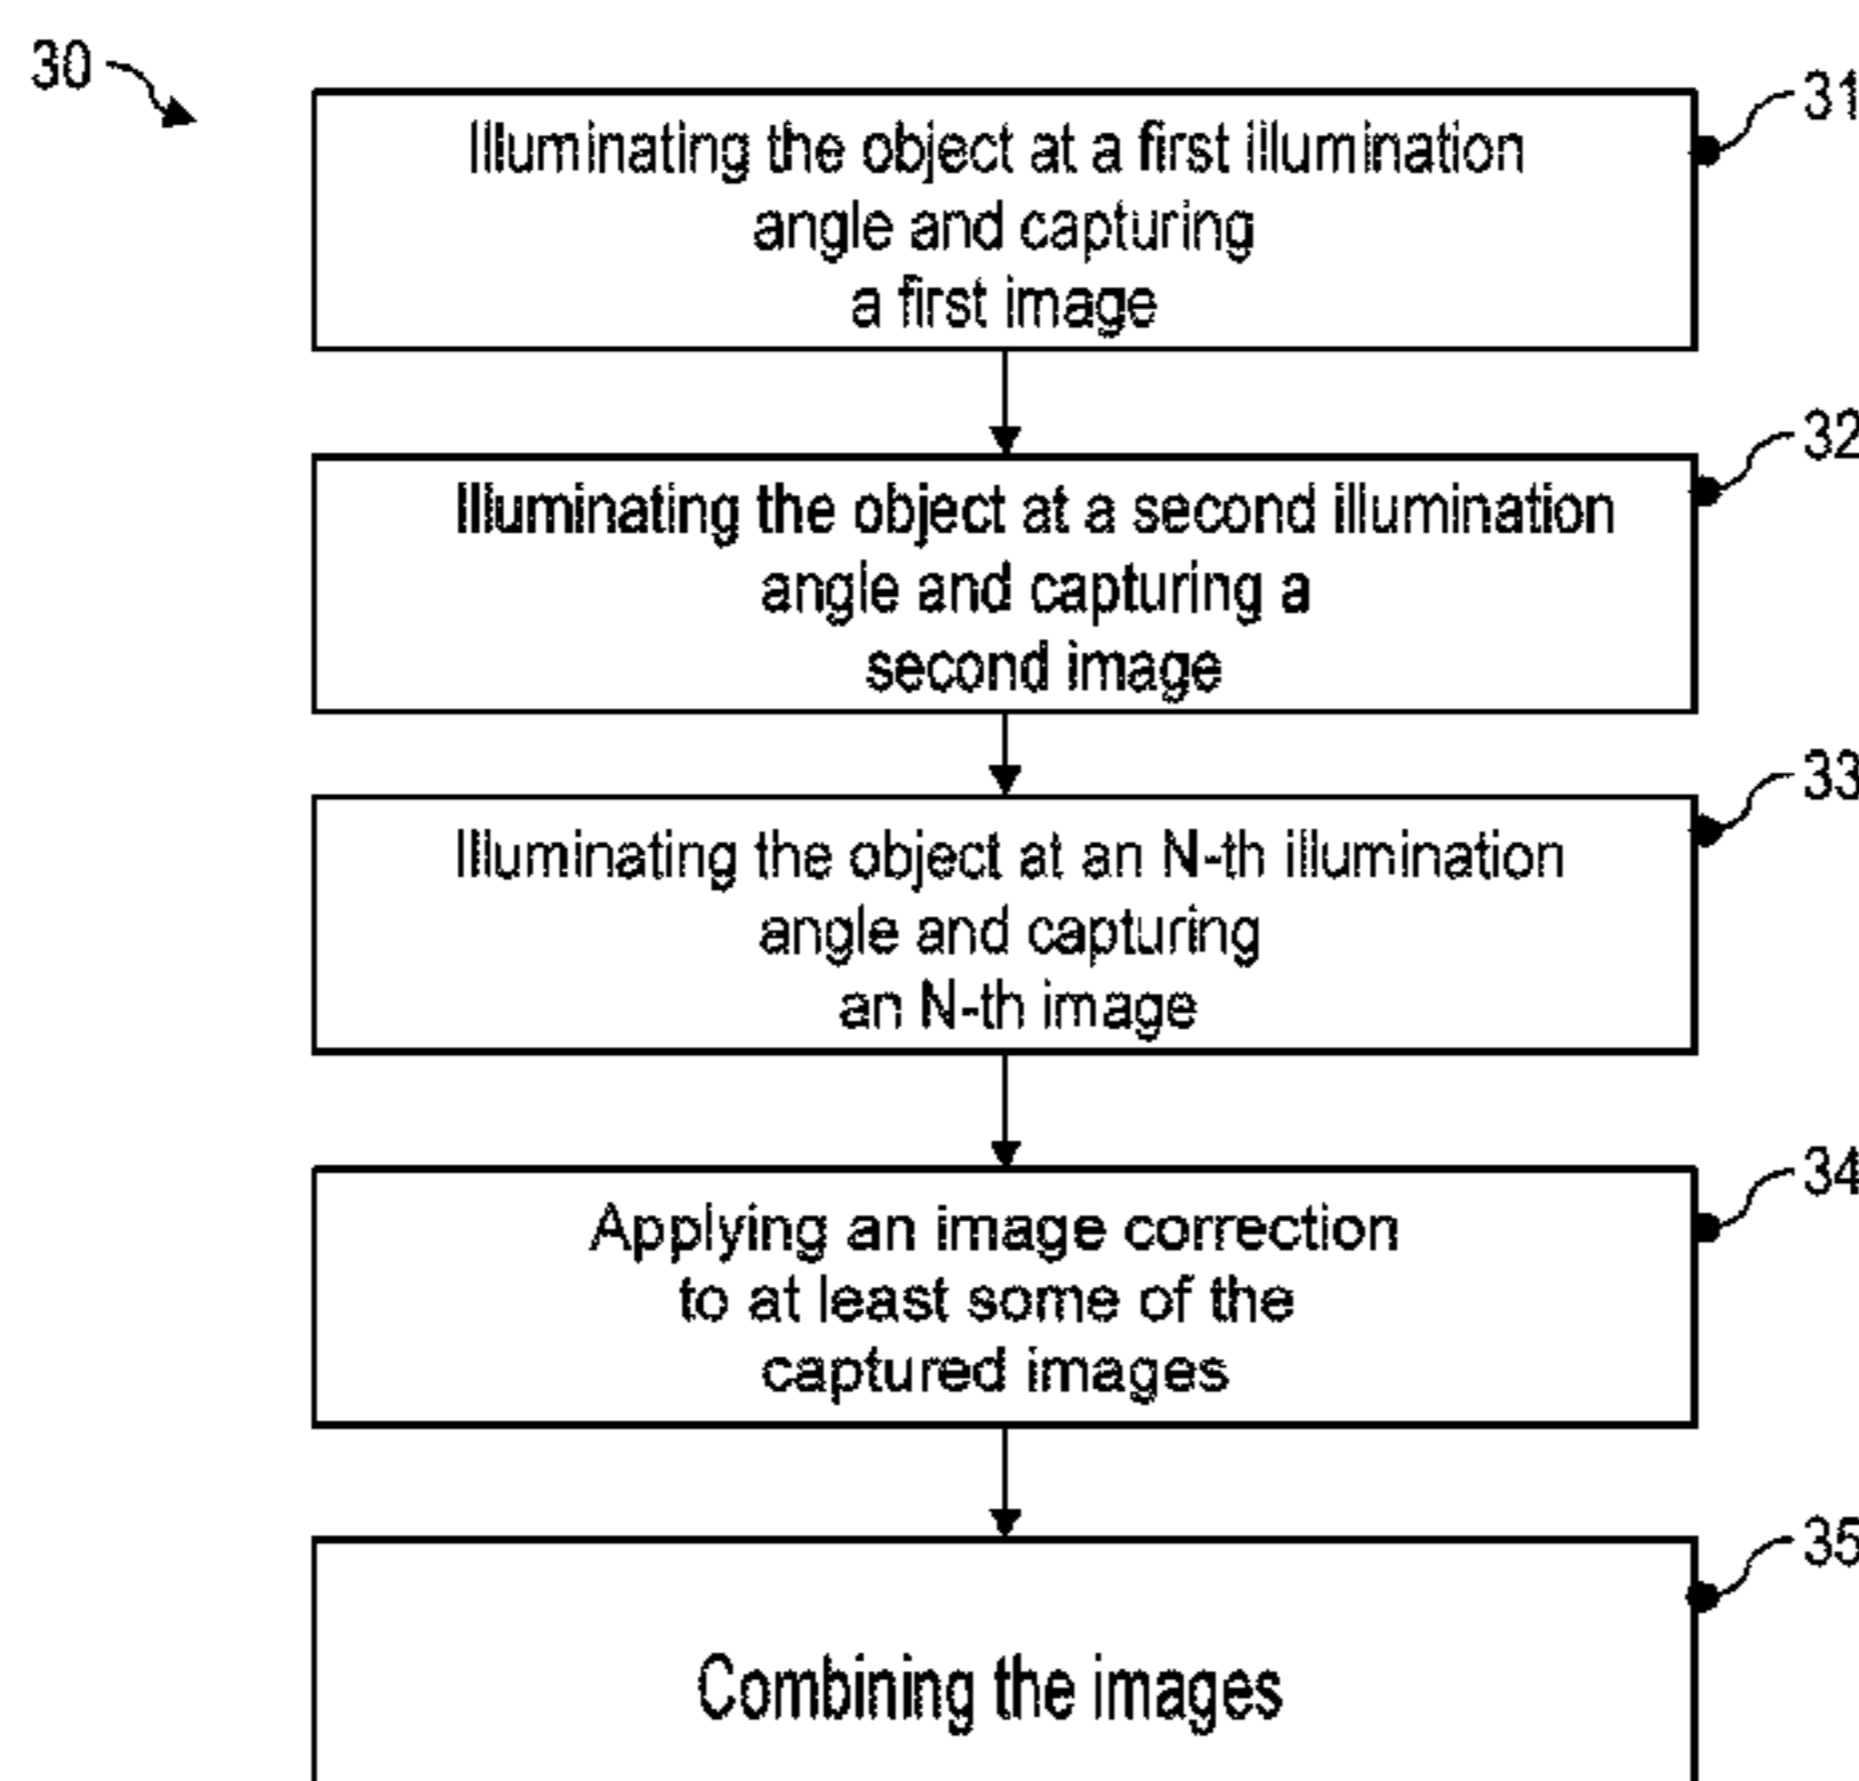 30
31
Illuminating the object at a first illumination
angle and capturing
a first image
32
Illuminating the object at a second illumination
angle and capturing a
second image
33
Illuminating the object at an N-th illumination
angle and capturing
an N-th image
34
Applying an image correction
to at least some of the
captured images
35
Combining the images